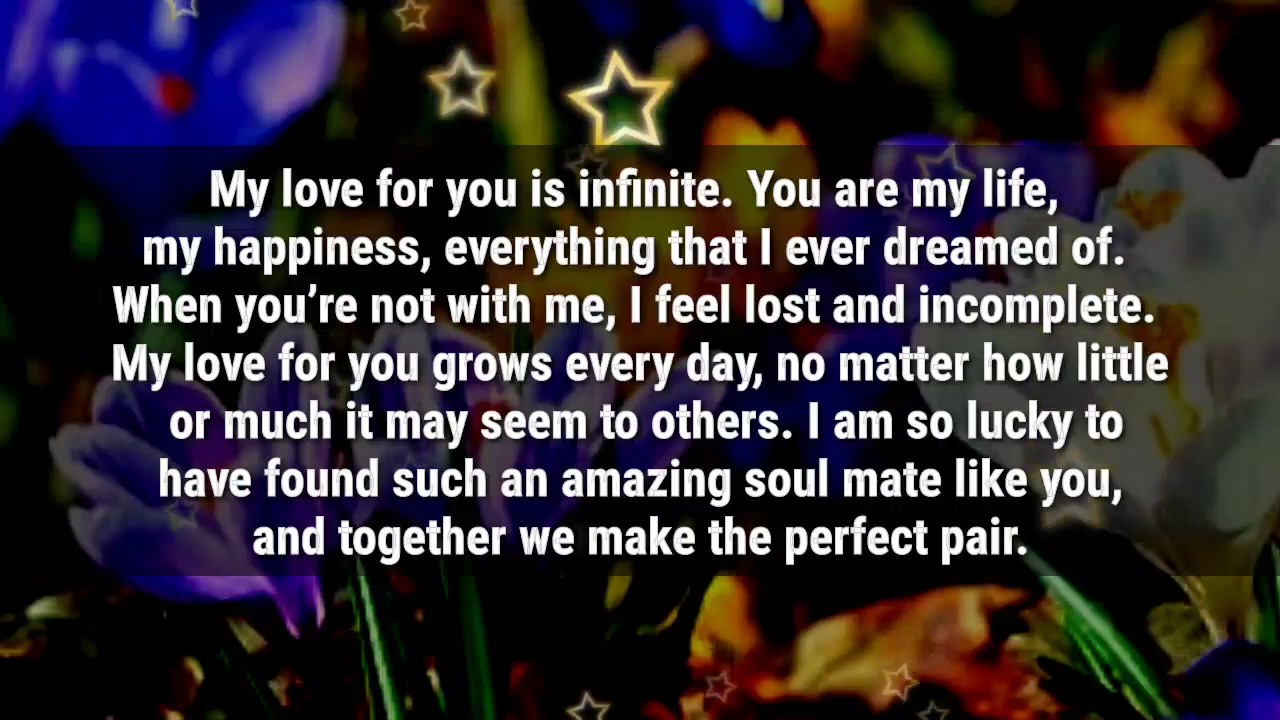 My love for you is infinite. You are my life,
my happiness, everything that I ever dreamed of.
When you’re not with me, I feel lost and incomplete.
My love for you grows every day, no matter how little
or much it may seem to others. I am so lucky to
have found such an amazing soul mate like you,
and together we make the perfect pair.